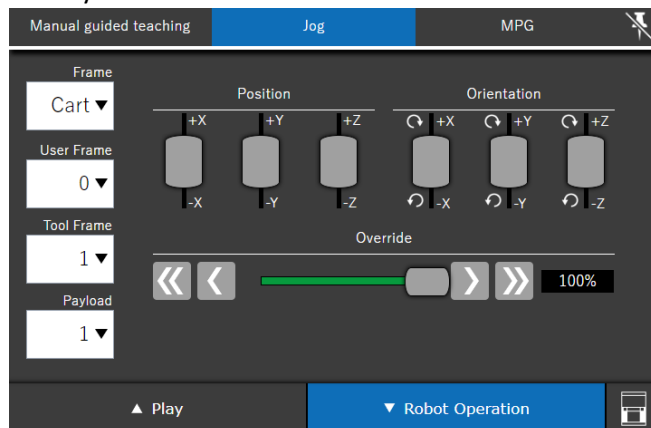 Manual guided teaching Jog MPG
Frame
Cart ▼
User Frame
0 ▼
Tool Frame
1 ▼
Payload
1 ▼
Position Orientation
+X +Y +Z +X +Y +Z
-X -Y -Z -X -Y -Z
Override
100%
▲ Play ▼ Robot Operation